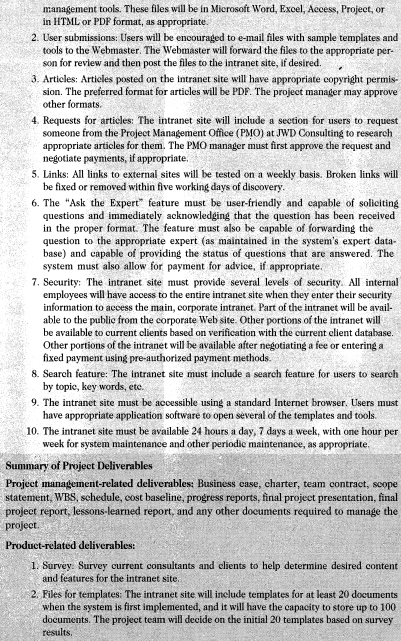 management tools. These files will be in Microsoft Word, Excel, Access, Project, or
in HTML or PDF format, as appropriate.
2. User submissions: Users will be encouraged to e-mail files with sample templates and
tools to the Webmaster. The Webmaster will forward the files to the appropriate per-
son for review and then post the files to the intranet site, if desired.
3. Articles: Articles posted on the intranet site will have appropriate copyright permis-
sion. The preferred format for articles will be PDF. The project manager may approve
other formats.
4. Requests for articles: The intranet site will include a section for users to request
someone from the Project Management Office (PMO) at JWD Consulting to research
appropriate articles for them. The PMO manager must first approve the request and
negotiate payments, if appropriate.
5. Links: All links to external sites will be tested on a weekly basis. Broken links will
be fixed or removed within five working days of discovery.
6. The "Ask the Expert" feature must be user-friendly and capable of soliciting
questions and immediately acknowledging that the question has been received
in the proper format. The feature must also be capable of forwarding the
question to the appropriate expert (as maintained in the system's expert data-
base) and capable of providing the status of questions that are answered. The
system must also allow for payment for advice, if appropriate.
7. Security: The intranet site must provide several levels of security. All internal
employees will have access to the entire intranet site when they enter their security
information to access the main, corporate intranet. Part of the intranet will be avail-
able to the public from the corporate Web site. Other portions of the intranet will
be available to current clients based on verification with the current client database.
Other portions of the intranet will be available after negotiating a fee or entering a
fixed payment using pre-authorized payment methods.
8. Search feature: The intranet site must include a search feature for users to search
by topic, key words, etc.
9. The intranet site must be accessible using a standard Internet browser. Users must
have appropriate application software to open several of the templates and tools.
10. The intranet site must be available 24 hours a day, 7 days a week, with one hour per
week for system maintenance and other periodic maintenance, as appropriate.
Summary of Project Deliverables
Project management-related deliverables: Business case, charter, team contract, scope
statement, WBS, schedule, cost baseline, progress reports, final project presentation, final
project report, lessons-learned report, and any other documents required to manage the
project.
Product-related deliverables:
1. Survey: Survey current consultants and clients to help determine desired content
and features for the intranet site.
2. Files for templates: The intranet site will include templates for at least 20 documents
when the system is first implemented, and it will have the capacity to store up to 100
documents. The project team will decide on the initial 20 templates based on survey
results.